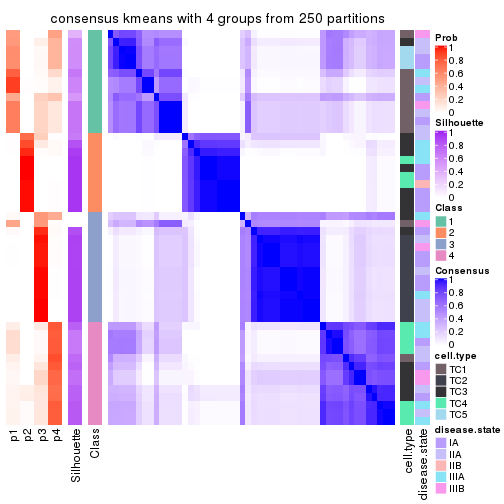 consensus kmeans with 4 groups from 250 partitions
p1
p2
p3
p4
Silhouette
Class
cell.type
disease.state
Prob
1
0.8
0.6
0.4
0.2
0
Silhouette
1
0.8
0.6
0.4
0.2
0
Class
1
2
3
4
Consensus
1
0.8
0.6
0.4
0.2
0
cell.type
TC1
TC2
TC3
TC4
TC5
disease.state
IA
IIA
IIB
IIIA
IIIB